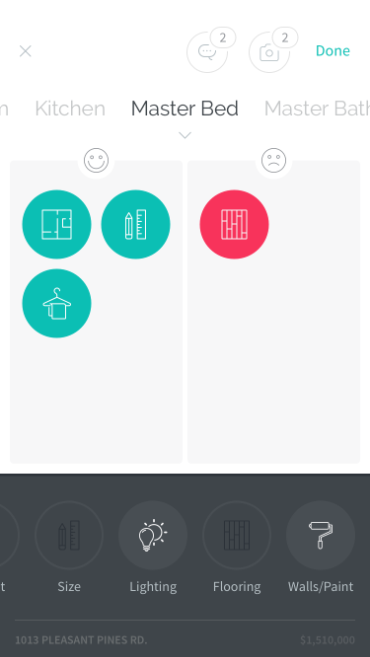 2 2 Done
Kitchen Master Bed Master Bath
Size Lighting Flooring Walls/Paint
1013 PLEASANT PINES RD. $1,510,000